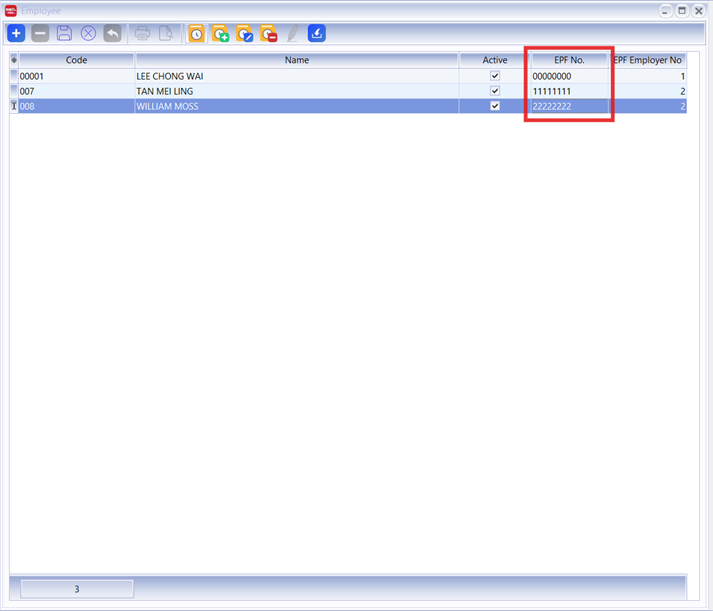 Employee
Code Name Active EPF No. EPF Employer No
00001 LEE CHONG WAI 00000000 1
007 TAN MEI LING 11111111 2
008 WILLIAM MOSS 22222222 2
3